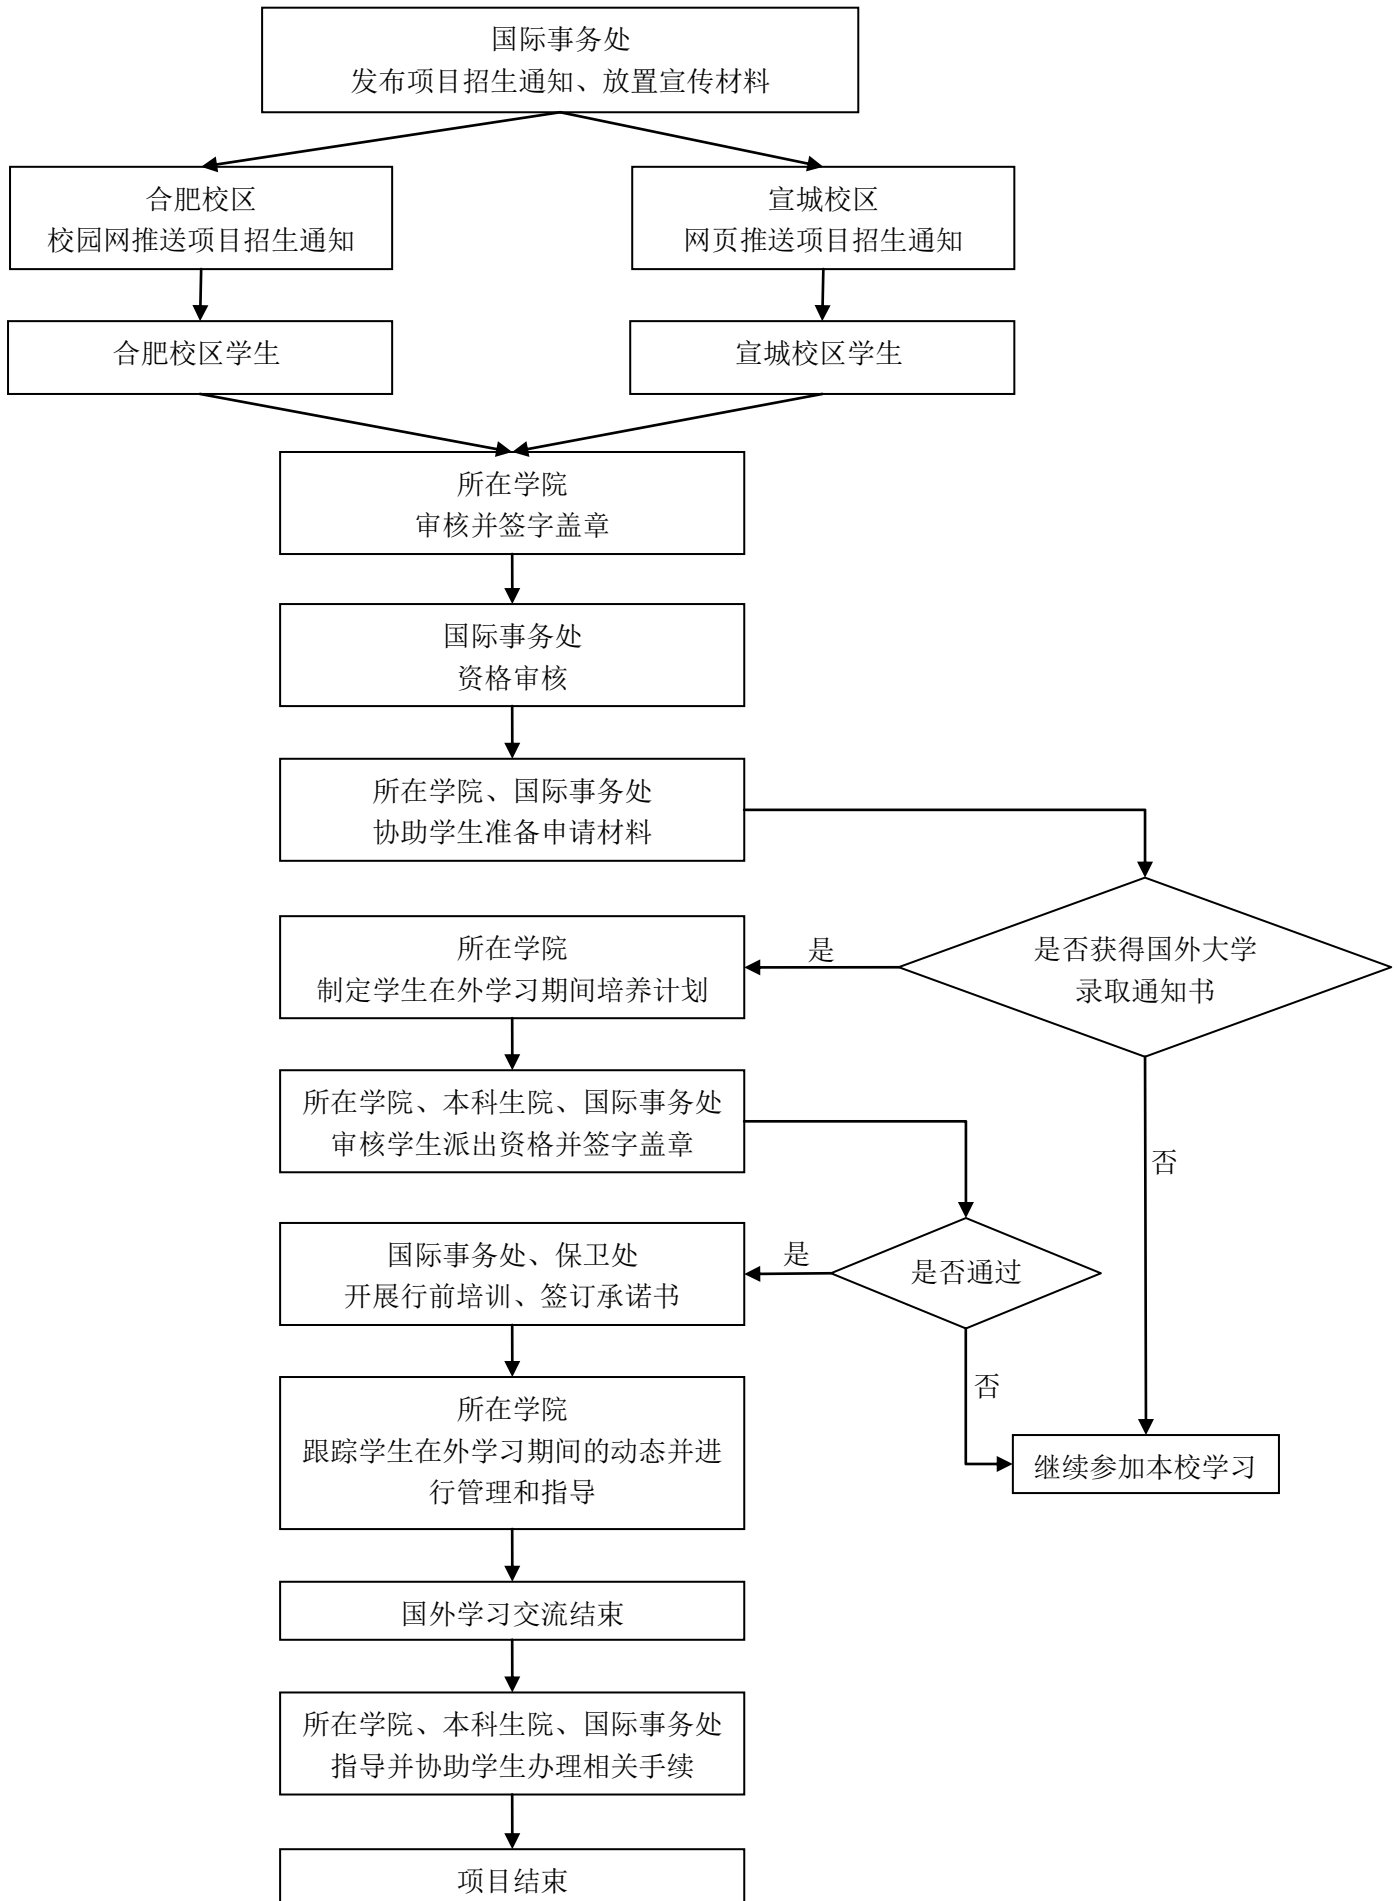 国际事务处
发布项目招生通知、放置宣传材料
合肥校区
校园网推送项目招生通知
宣城校区
网页推送项目招生通知
合肥校区学生
宣城校区学生
所在学院
审核并签字盖章
国际事务处
资格审核
所在学院、国际事务处
协助学生准备申请材料
是否获得国外大学
录取通知书
是
所在学院
制定学生在外学习期间培养计划
所在学院、本科生院、国际事务处
审核学生派出资格并签字盖章
否
是否通过
是
国际事务处、保卫处
开展行前培训、签订承诺书
否
所在学院
跟踪学生在外学习期间的动态并进
行管理和指导
继续参加本校学习
国外学习交流结束
所在学院、本科生院、国际事务处
指导并协助学生办理相关手续
项目结束